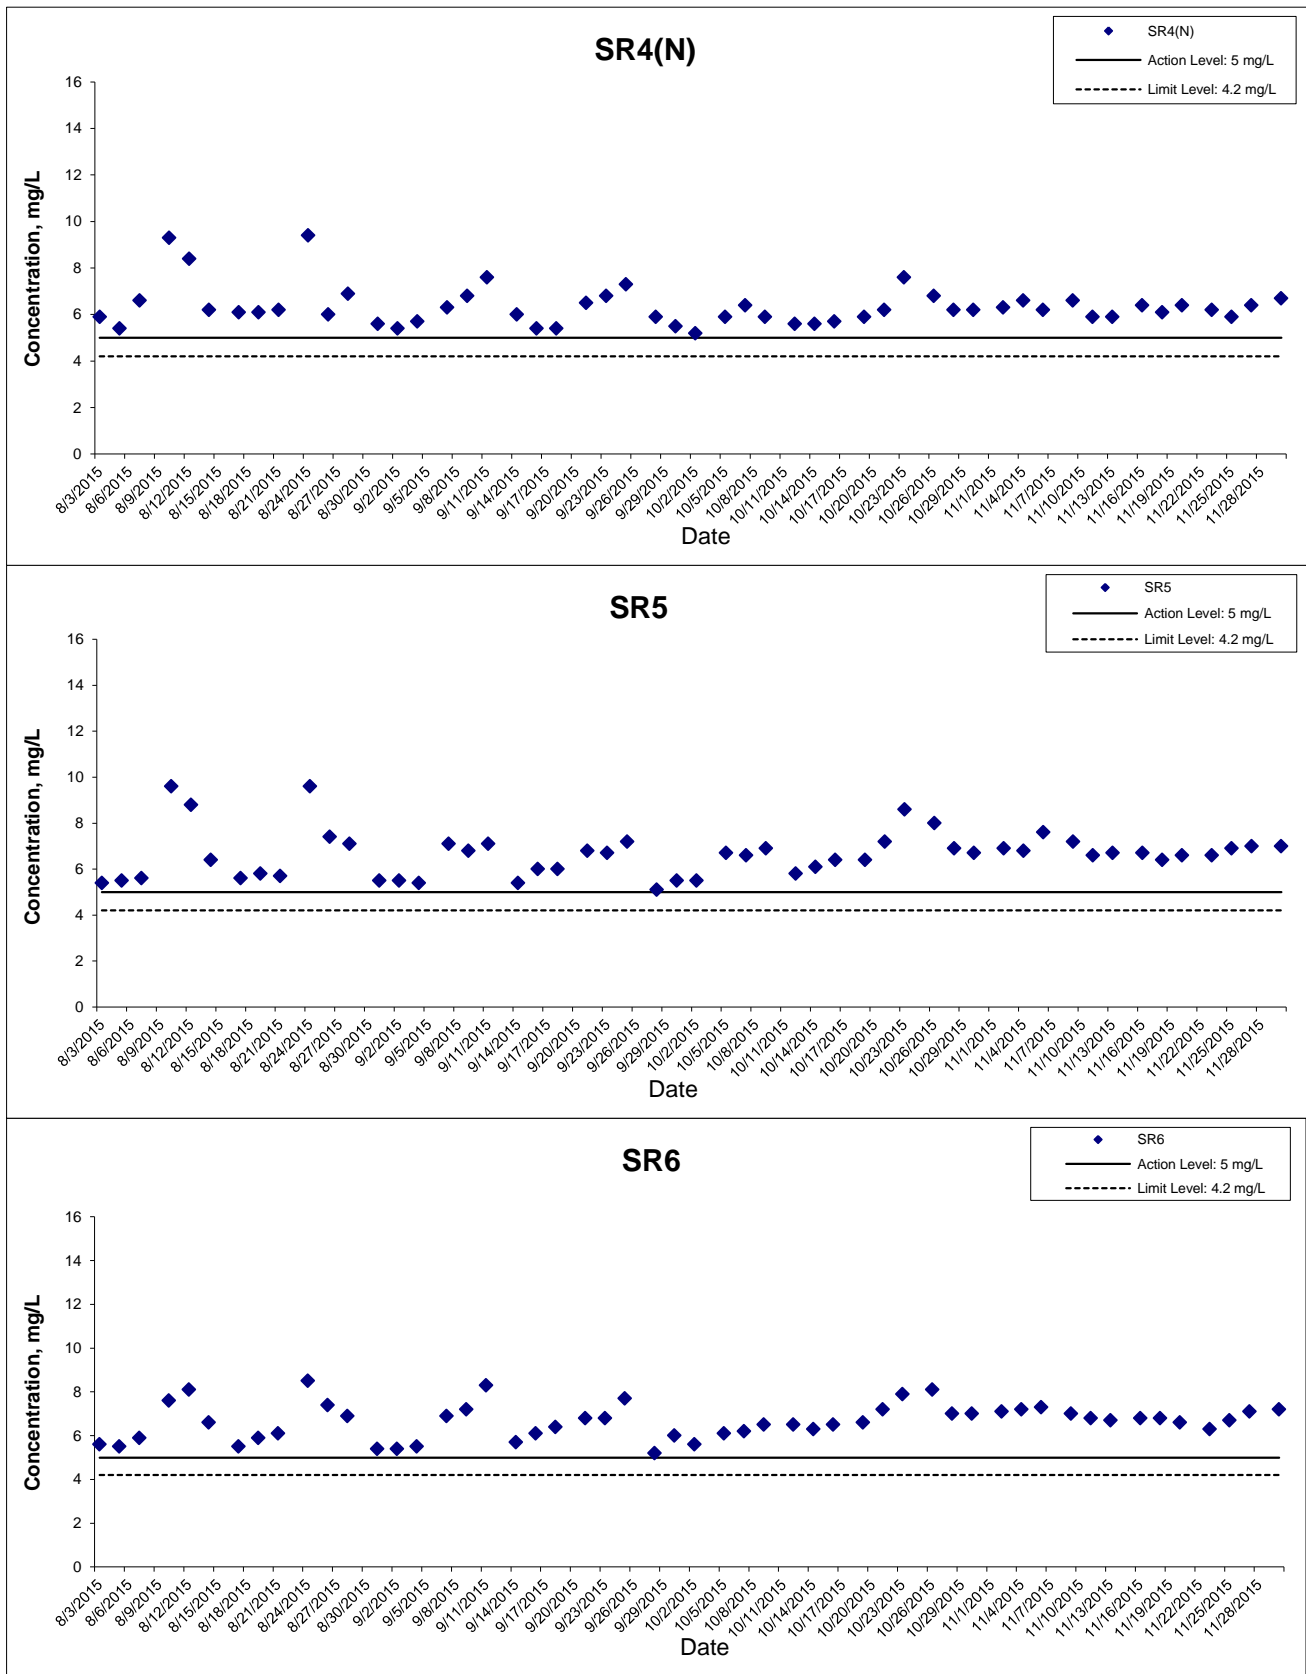 SR4(N)
SR4(N)
Action Level: 5 mg/L
Limit Level: 4.2 mg/L
16
14
12
10
8
6
4
2
0
Concentration, mg/L
8/3/2015 8/6/2015 8/9/2015 8/12/2015 8/15/2015 8/18/2015 8/21/2015 8/24/2015 8/27/2015 8/30/2015 9/2/2015 9/5/2015 9/8/2015 9/11/2015 9/14/2015 9/17/2015 9/20/2015 9/23/2015 9/26/2015 9/29/2015 10/2/2015 10/5/2015 10/8/2015 10/11/2015 10/14/2015 10/17/2015 10/20/2015 10/23/2015 10/26/2015 10/29/2015 11/1/2015 11/4/2015 11/7/2015 11/10/2015 11/13/2015 11/16/2015 11/19/2015 11/22/2015 11/25/2015 11/28/2015
Date
SR5
SR5
Action Level: 5 mg/L
Limit Level: 4.2 mg/L
16
14
12
10
8
6
4
2
0
Concentration, mg/L
8/3/2015 8/6/2015 8/9/2015 8/12/2015 8/15/2015 8/18/2015 8/21/2015 8/24/2015 8/27/2015 8/30/2015 9/2/2015 9/5/2015 9/8/2015 9/11/2015 9/14/2015 9/17/2015 9/20/2015 9/23/2015 9/26/2015 9/29/2015 10/2/2015 10/5/2015 10/8/2015 10/11/2015 10/14/2015 10/17/2015 10/20/2015 10/23/2015 10/26/2015 10/29/2015 11/1/2015 11/4/2015 11/7/2015 11/10/2015 11/13/2015 11/16/2015 11/19/2015 11/22/2015 11/25/2015 11/28/2015
Date
SR6
SR6
Action Level: 5 mg/L
Limit Level: 4.2 mg/L
16
14
12
10
8
6
4
2
0
Concentration, mg/L
8/3/2015 8/6/2015 8/9/2015 8/12/2015 8/15/2015 8/18/2015 8/21/2015 8/24/2015 8/27/2015 8/30/2015 9/2/2015 9/5/2015 9/8/2015 9/11/2015 9/14/2015 9/17/2015 9/20/2015 9/23/2015 9/26/2015 9/29/2015 10/2/2015 10/5/2015 10/8/2015 10/11/2015 10/14/2015 10/17/2015 10/20/2015 10/23/2015 10/26/2015 10/29/2015 11/1/2015 11/4/2015 11/7/2015 11/10/2015 11/13/2015 11/16/2015 11/19/2015 11/22/2015 11/25/2015 11/28/2015
Date